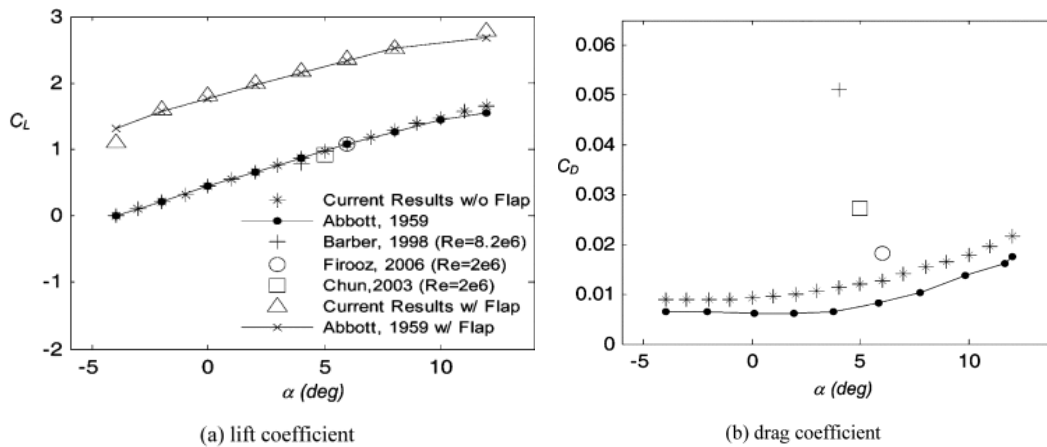 3
2
1
0
-1
-2
C_L
-5
0
5
10
α (deg)
Current Results w/o Flap
Abbott, 1959
Barber, 1998 (Re=8.2e6)
Firooz, 2006 (Re=2e6)
Chun,2003 (Re=2e6)
Current Results w/ Flap
Abbott, 1959 w/ Flap
(a) lift coefficient
0.06
0.05
0.04
C_D
0.03
0.02
0.01
0
-5
0
5
10
α (deg)
(b) drag coefficient